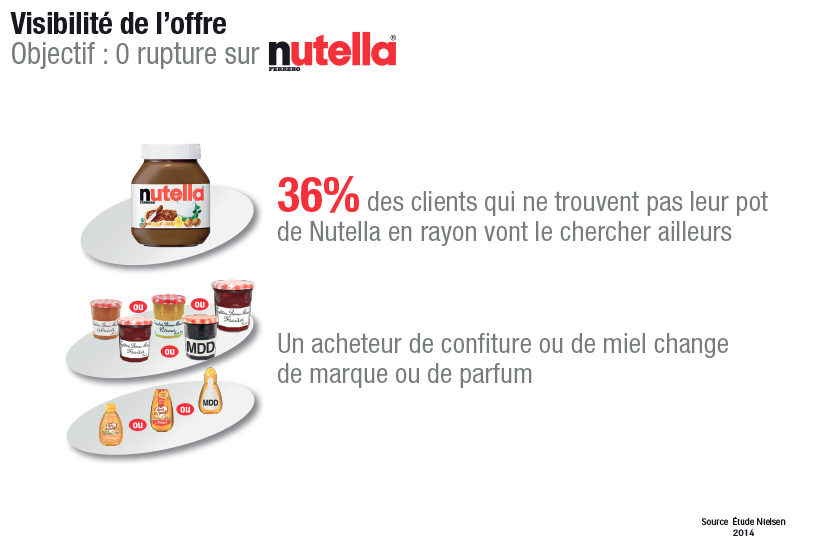 Visibilité de l'offre
Objectif : 0 rupture sur nutella®
FERRERO
nutella
FERRERO
36% des clients qui ne trouvent pas leur pot
de Nutella en rayon vont le chercher ailleurs
ou
ou
ou
MDD
Un acheteur de confiture ou de miel change
de marque ou de parfum
ou
ou
MDD
Source Étude Nielsen
2014